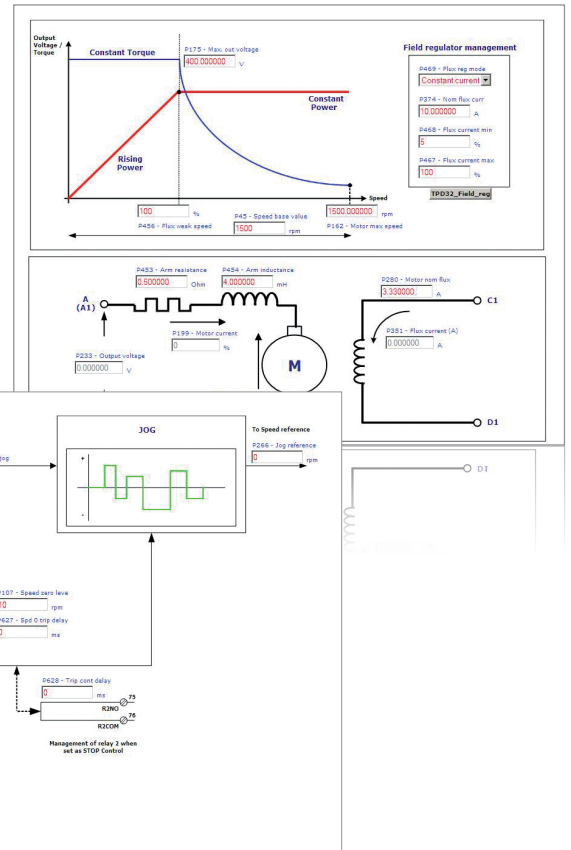 Output
Voltage /
Torque
Constant Torque
P175 - Max. out voltage
400.000000 V
Constant
Power
Rising
Power
Speed
100 %
P456 - Flux weak speed
P45 - Speed base value
1500 rpm
1500.000000 rpm
P162 - Motor max speed
Field regulator management
P469 - Flux reg mode
Constant current
P374 - Nom flux curr
10.000000 A
P468 - Flux current min
5 %
P467 - Flux current max
100 %
TPD32_Field_reg
P453 - Arm resistance
0.500000 Ohm
P454 - Arm inductance
4.000000 mH
A
(A1)
P199 - Motor current
0 %
P233 - Output voltage
0.000000 V
M
P280 - Motor nom flux
3.330000 A
C1
P351 - Flux current (A)
0.000000 A
D1
D1
JOG
+
-
To Speed reference
P266 - Jog reference
0 rpm
jog
P107 - Speed zero leve
10 rpm
P627 - Spd 0 trip delay
0 ms
P628 - Trip cont delay
0 ms
75
R2NO
76
R2COM
Management of relay 2 when
set as STOP Control